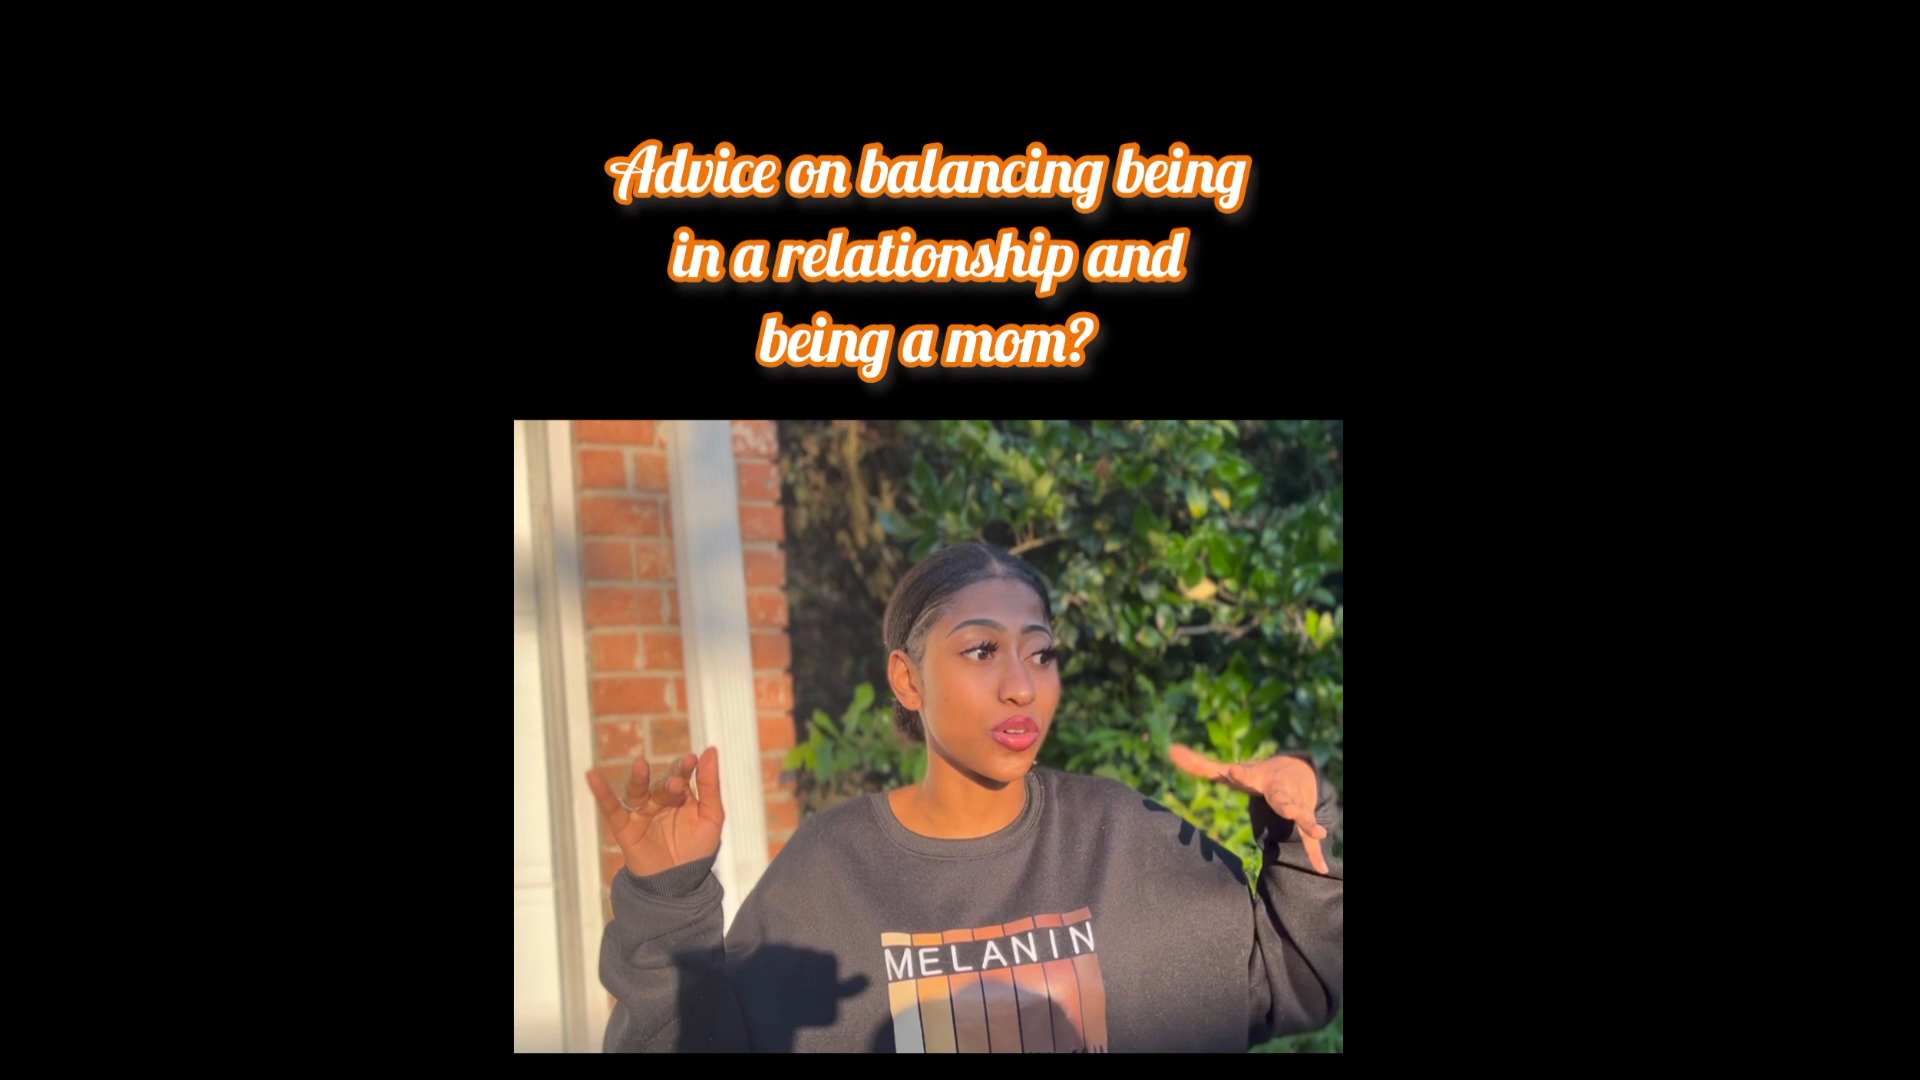 Advice on balancing being
in a relationship and
being a mom?
MELANIN